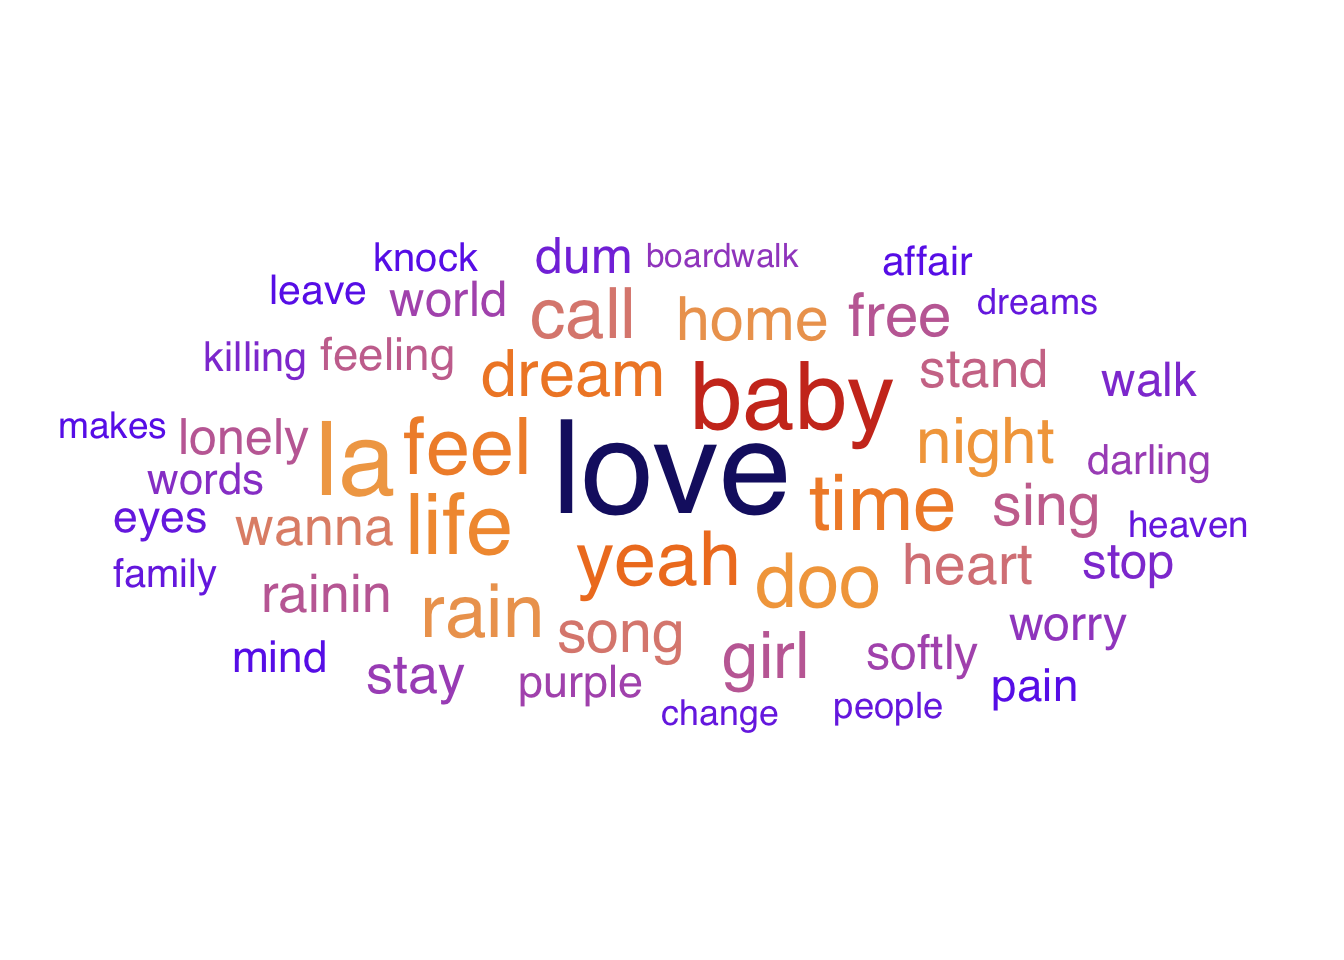 knock dum boardwalk affair
leave world call home free dreams
killing feeling dream baby stand walk
makes lonely la feel love night darling
words life time sing heaven
eyes wanna yeah doo heart stop
family rainin rain song girl softly worry
mind stay purple change people pain